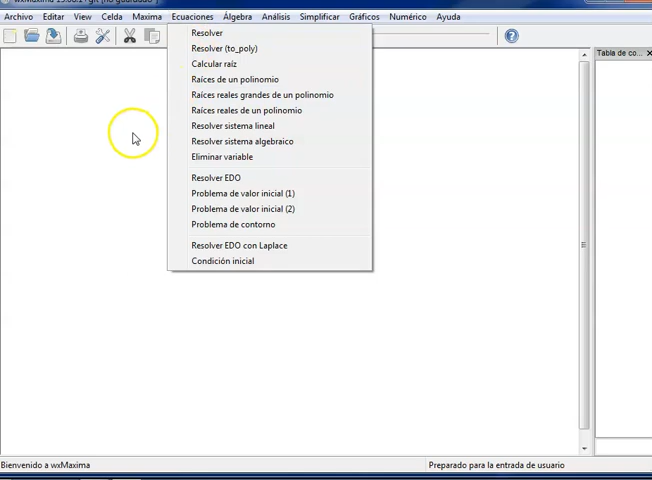 Archivo Editar View Celda Maxima Ecuaciones Álgebra Análisis Simplificar Gráficos Numérico Ayuda
Resolver
Resolver (to_poly)
Calcular raíz
Raíces de un polinomio
Raíces reales grandes de un polinomio
Raíces reales de un polinomio
Resolver sistema lineal
Resolver sistema algebraico
Eliminar variable
Resolver EDO
Problema de valor inicial (1)
Problema de valor inicial (2)
Problema de contorno
Resolver EDO con Laplace
Condición inicial
Tabla de co...
Bienvenido a wxMaxima
Preparado para la entrada de usuario